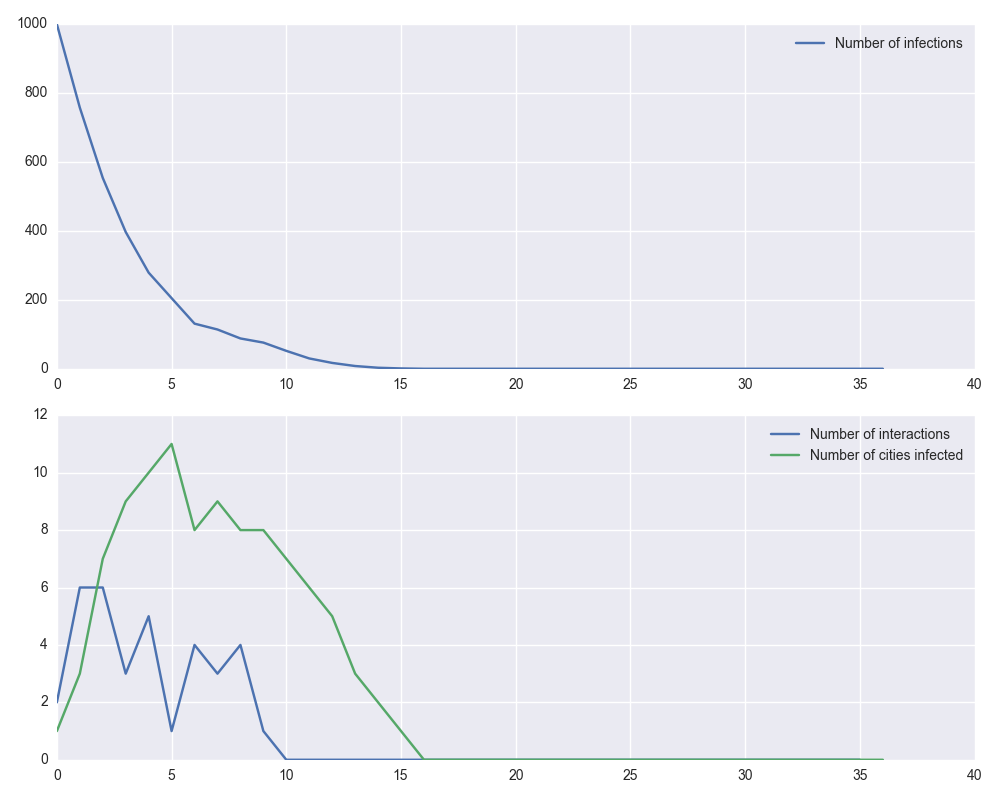 1000
Number of infections
800
600
400
200
0
0 5 10 15 20 25 30 35 40
12
Number of interactions
Number of cities infected
10
8
6
4
2
0
0 5 10 15 20 25 30 35 40